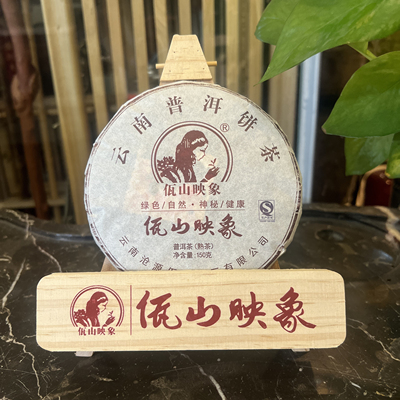 云南普洱饼茶
®
佤山映象
绿色/自然·神秘/健康
佤山映象
普洱茶(熟茶)
净含量:150克
云南沧源 有限公司
佤山映象
佤山映象